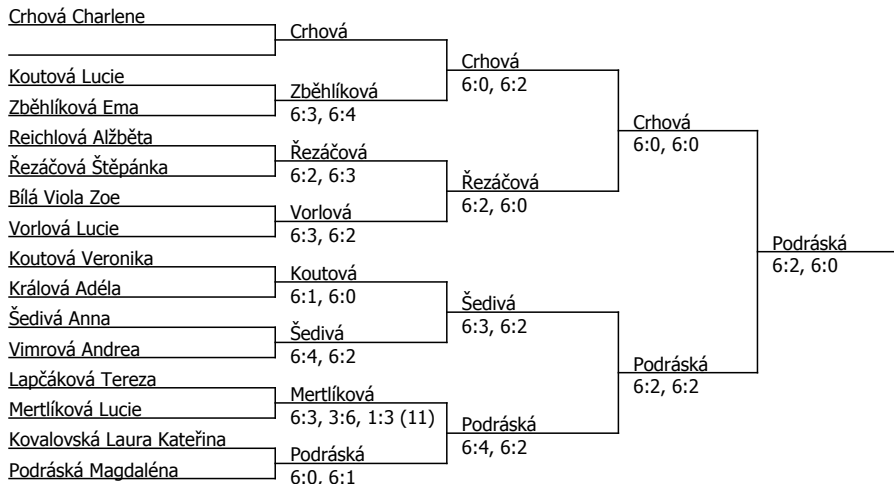 Crhová Charlene
Koutová Lucie
Zběhlíková Ema
Reichlová Alžběta
Řezáčová Štěpánka
Bílá Viola Zoe
Vorlová Lucie
Koutová Veronika
Králová Adéla
Šedivá Anna
Vimrová Andrea
Lapčáková Tereza
Mertlíková Lucie
Kovalovská Laura Kateřina
Podráská Magdaléna
Crhová
Zběhlíková
6:3, 6:4
Řezáčová
6:2, 6:3
Vorlová
6:3, 6:2
Koutová
6:1, 6:0
Šedivá
6:4, 6:2
Mertlíková
6:3, 3:6, 1:3 (11)
Podráská
6:0, 6:1
Crhová
6:0, 6:2
Řezáčová
6:2, 6:0
Šedivá
6:3, 6:2
Podráská
6:4, 6:2
Crhová
6:0, 6:0
Podráská
6:2, 6:2
Podráská
6:2, 6:0